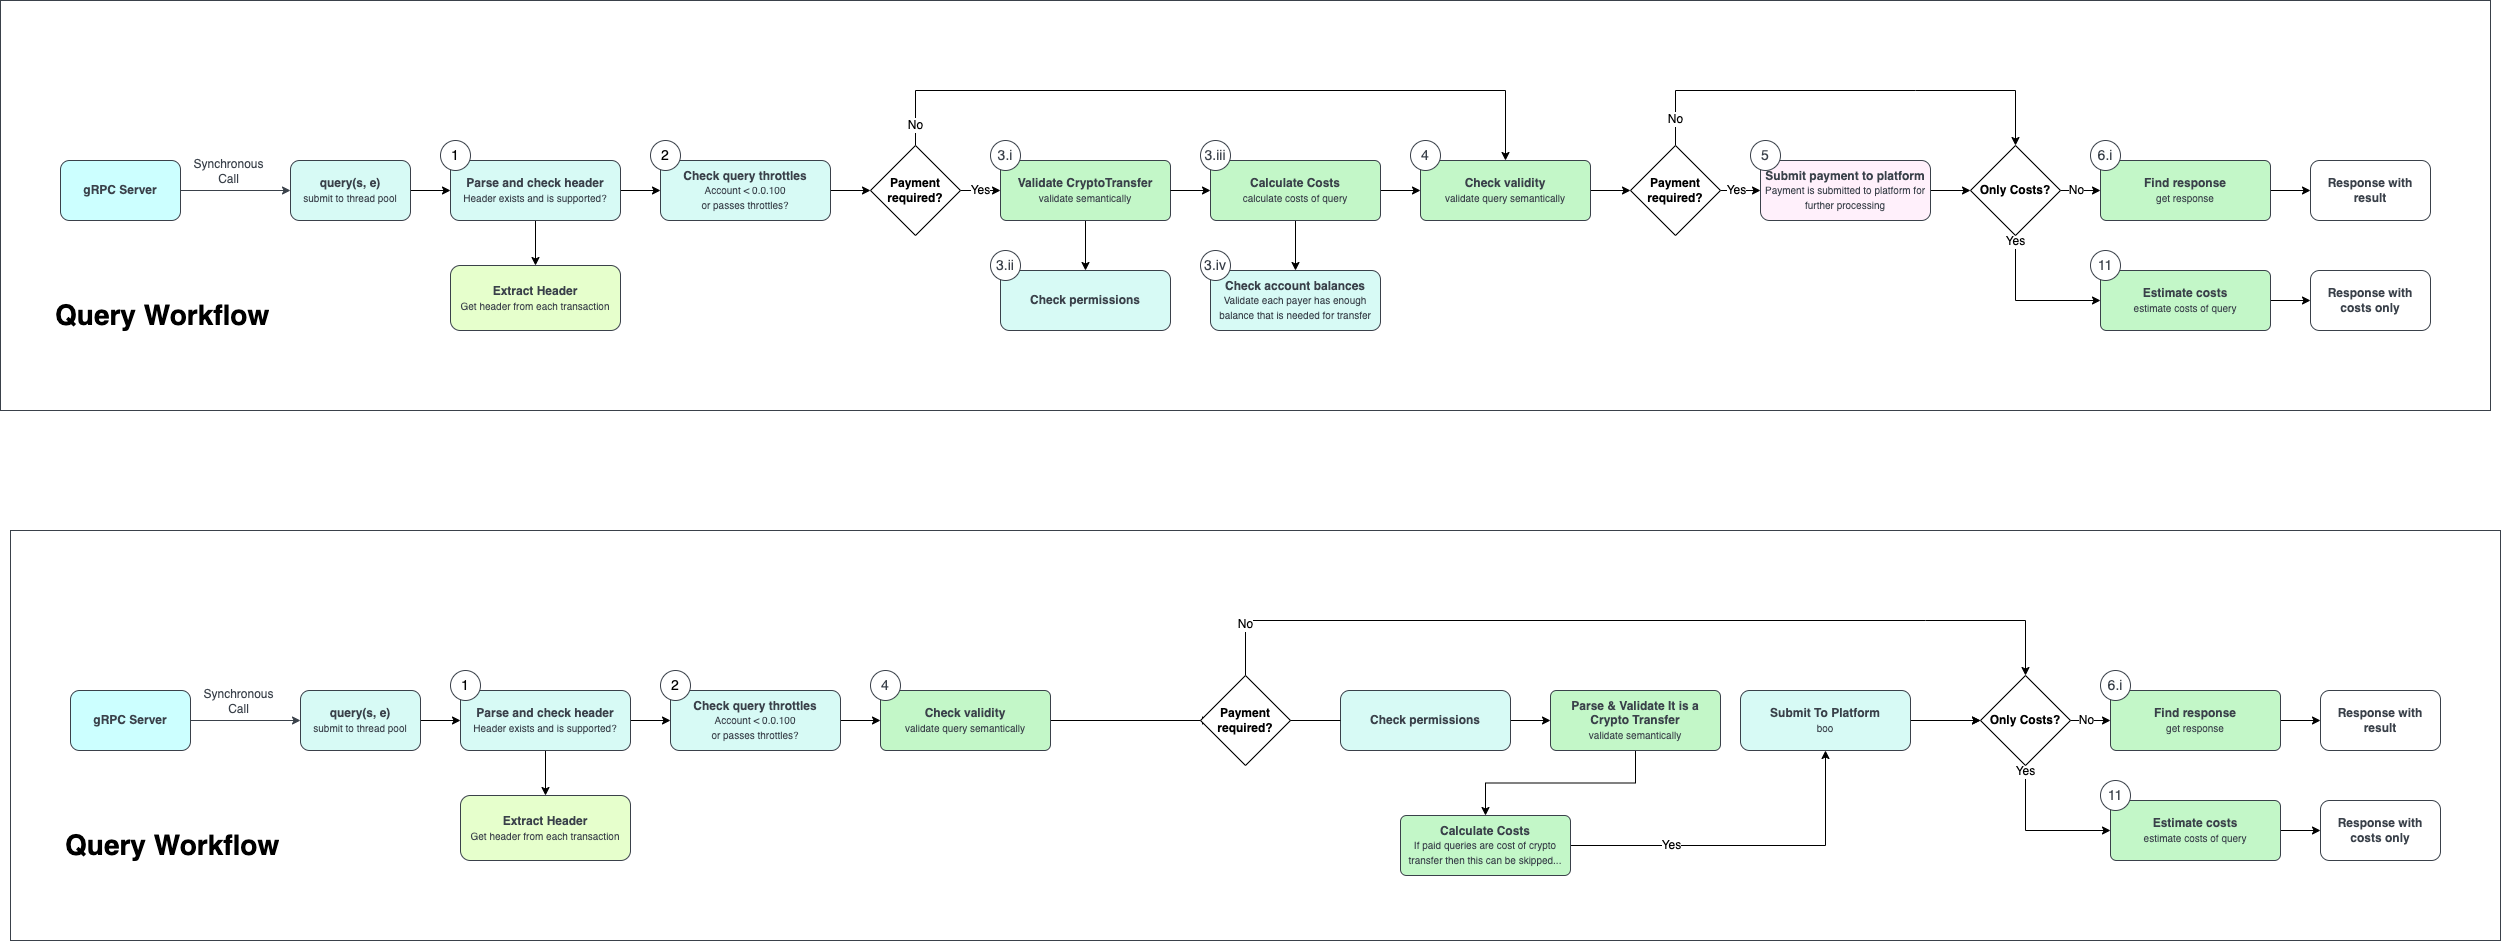 gRPC Server
Synchronous
Call
query(s, e)
submit to thread pool
1
Parse and check header
Header exists and is supported?
Extract Header
Get header from each transaction
2
Check query throttles
Account < 0.0.100
or passes throttles?
Payment
required?
No
Yes
3.i
Validate CryptoTransfer
validate semantically
3.ii
Check permissions
3.iii
Calculate Costs
calculate costs of query
3.iv
Check account balances
Validate each payer has enough
balance that is needed for transfer
4
Check validity
validate query semantically
Payment
required?
No
Yes
5
Submit payment to platform
Payment is submitted to platform for
further processing
Only Costs?
No
Yes
6.i
Find response
get response
Response with
result
11
Estimate costs
estimate costs of query
Response with
costs only
Query Workflow
gRPC Server
Synchronous
Call
query(s, e)
submit to thread pool
1
Parse and check header
Header exists and is supported?
Extract Header
Get header from each transaction
2
Check query throttles
Account < 0.0.100
or passes throttles?
4
Check validity
validate query semantically
Payment
required?
No
Check permissions
Parse & Validate It is a
Crypto Transfer
validate semantically
Calculate Costs
If paid queries are cost of crypto
transfer then this can be skipped...
Yes
Submit To Platform
boo
Only Costs?
No
Yes
6.i
Find response
get response
Response with
result
11
Estimate costs
estimate costs of query
Response with
costs only
Query Workflow